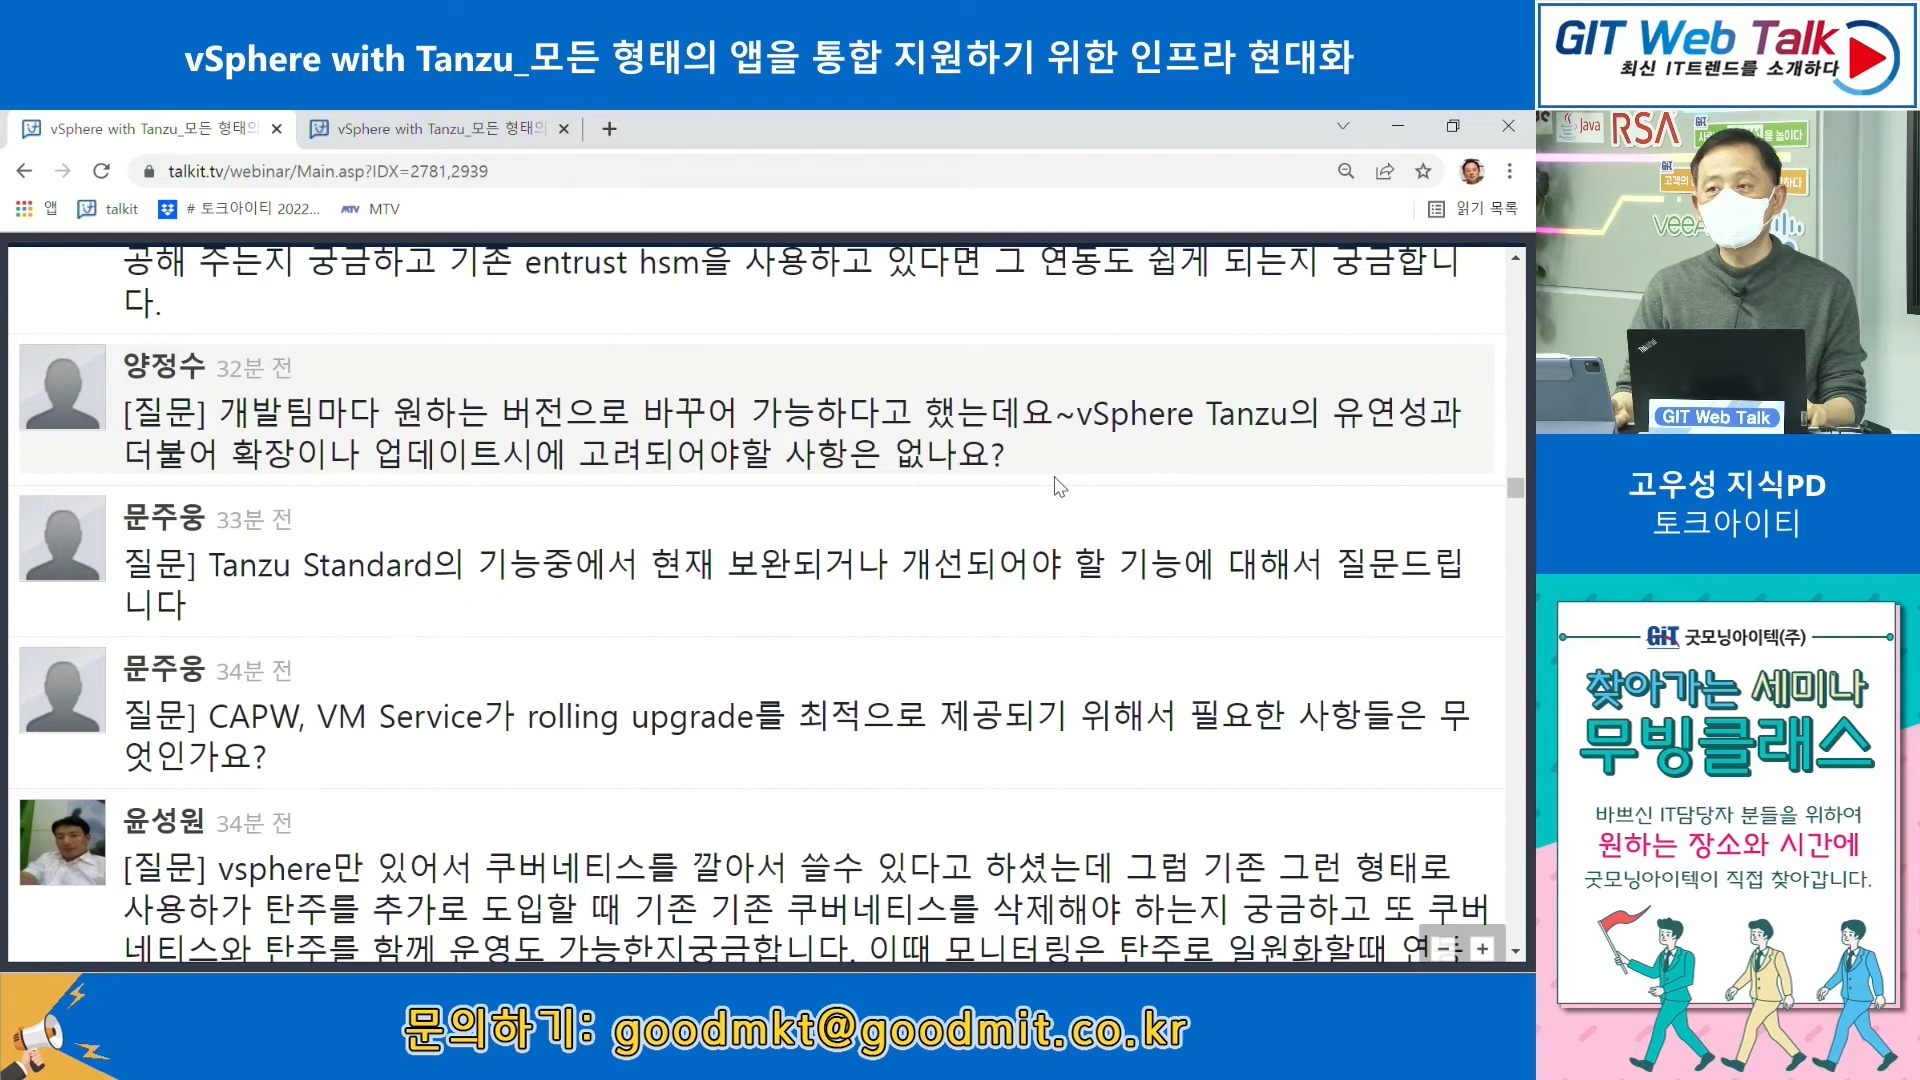 vSphere with Tanzu_모든 형태의 앱을 통합 지원하기 위한 인프라 현대화
GIT Web Talk
최신 IT트렌드를 소개하다
vSphere with Tanzu_모든 형태의
vSphere with Tanzu_모든 형태의
talkit.tv/webinar/Main.asp?IDX=2781,2939
앱
talkit
# 토크아이티 2022...
MTV
MTV
읽기 목록
공해 주는지 궁금하고 기존 entrust hsm을 사용하고 있다면 그 연동도 쉽게 되는지 궁금합니
다.
양정수 32분 전
[질문] 개발팀마다 원하는 버전으로 바꾸어 가능하다고 했는데요~vSphere Tanzu의 유연성과
더불어 확장이나 업데이트시에 고려되어야할 사항은 없나요?
문주웅 33분 전
질문] Tanzu Standard의 기능중에서 현재 보완되거나 개선되어야 할 기능에 대해서 질문드립
니다
문주웅 34분 전
질문] CAPW, VM Service가 rolling upgrade를 최적으로 제공되기 위해서 필요한 사항들은 무
엇인가요?
윤성원 34분 전
[질문] vsphere만 있어서 쿠버네티스를 깔아서 쓸수 있다고 하셨는데 그럼 기존 그런 형태로
사용하가 탄주를 추가로 도입할 때 기존 기존 쿠버네티스를 삭제해야 하는지 궁금하고 또 쿠버
네티스와 탄주를 함께 운영도 가능한지궁금합니다. 이때 모니터링은 탄주로 일원화할때 연동
Java
RSA
GIT
을 높이다
GIT
고객의
ThinkPad
GIT Web Talk
고우성 지식PD
토크아이티
GIT 굿모닝아이텍(주)
찾아가는 세미나
무빙클래스
바쁘신 IT담당자 분들을 위하여
원하는 장소와 시간에
굿모닝아이텍이 직접 찾아갑니다.
문의하기: goodmkt@goodmit.co.kr